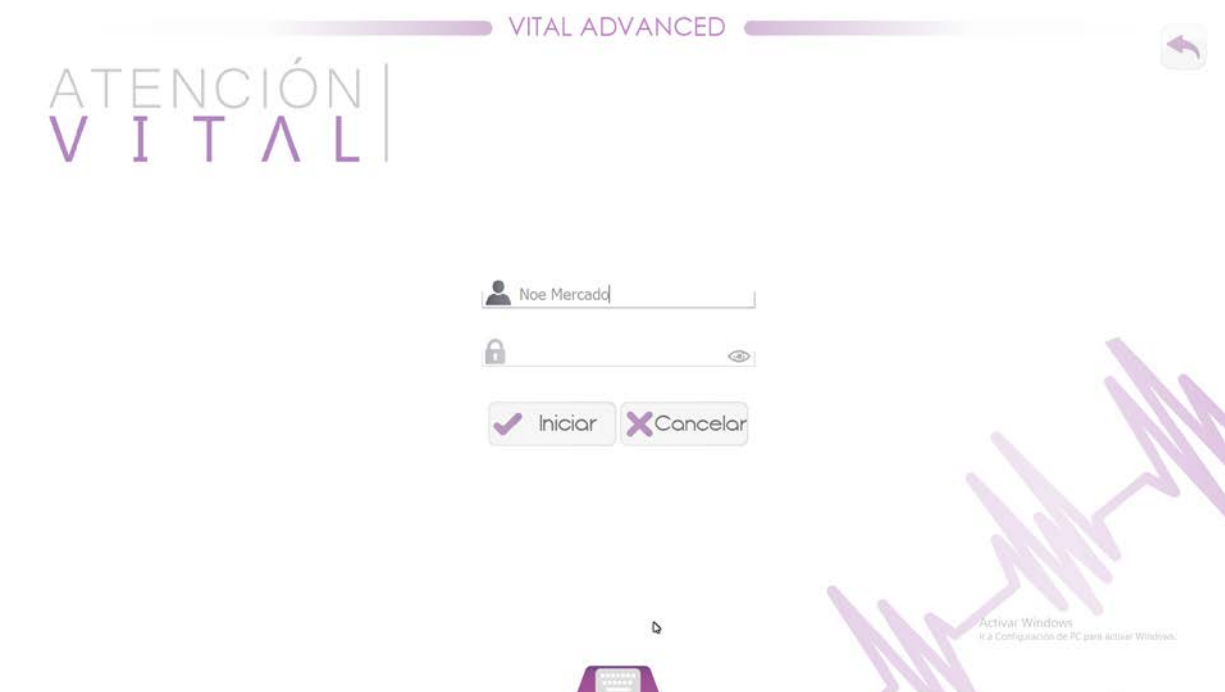 VITAL ADVANCED
ATENCIÓN
VITAL
Noe Mercado
Iniciar
Cancelar
Activar Windows
Ir a Configuración de PC para activar Windows.